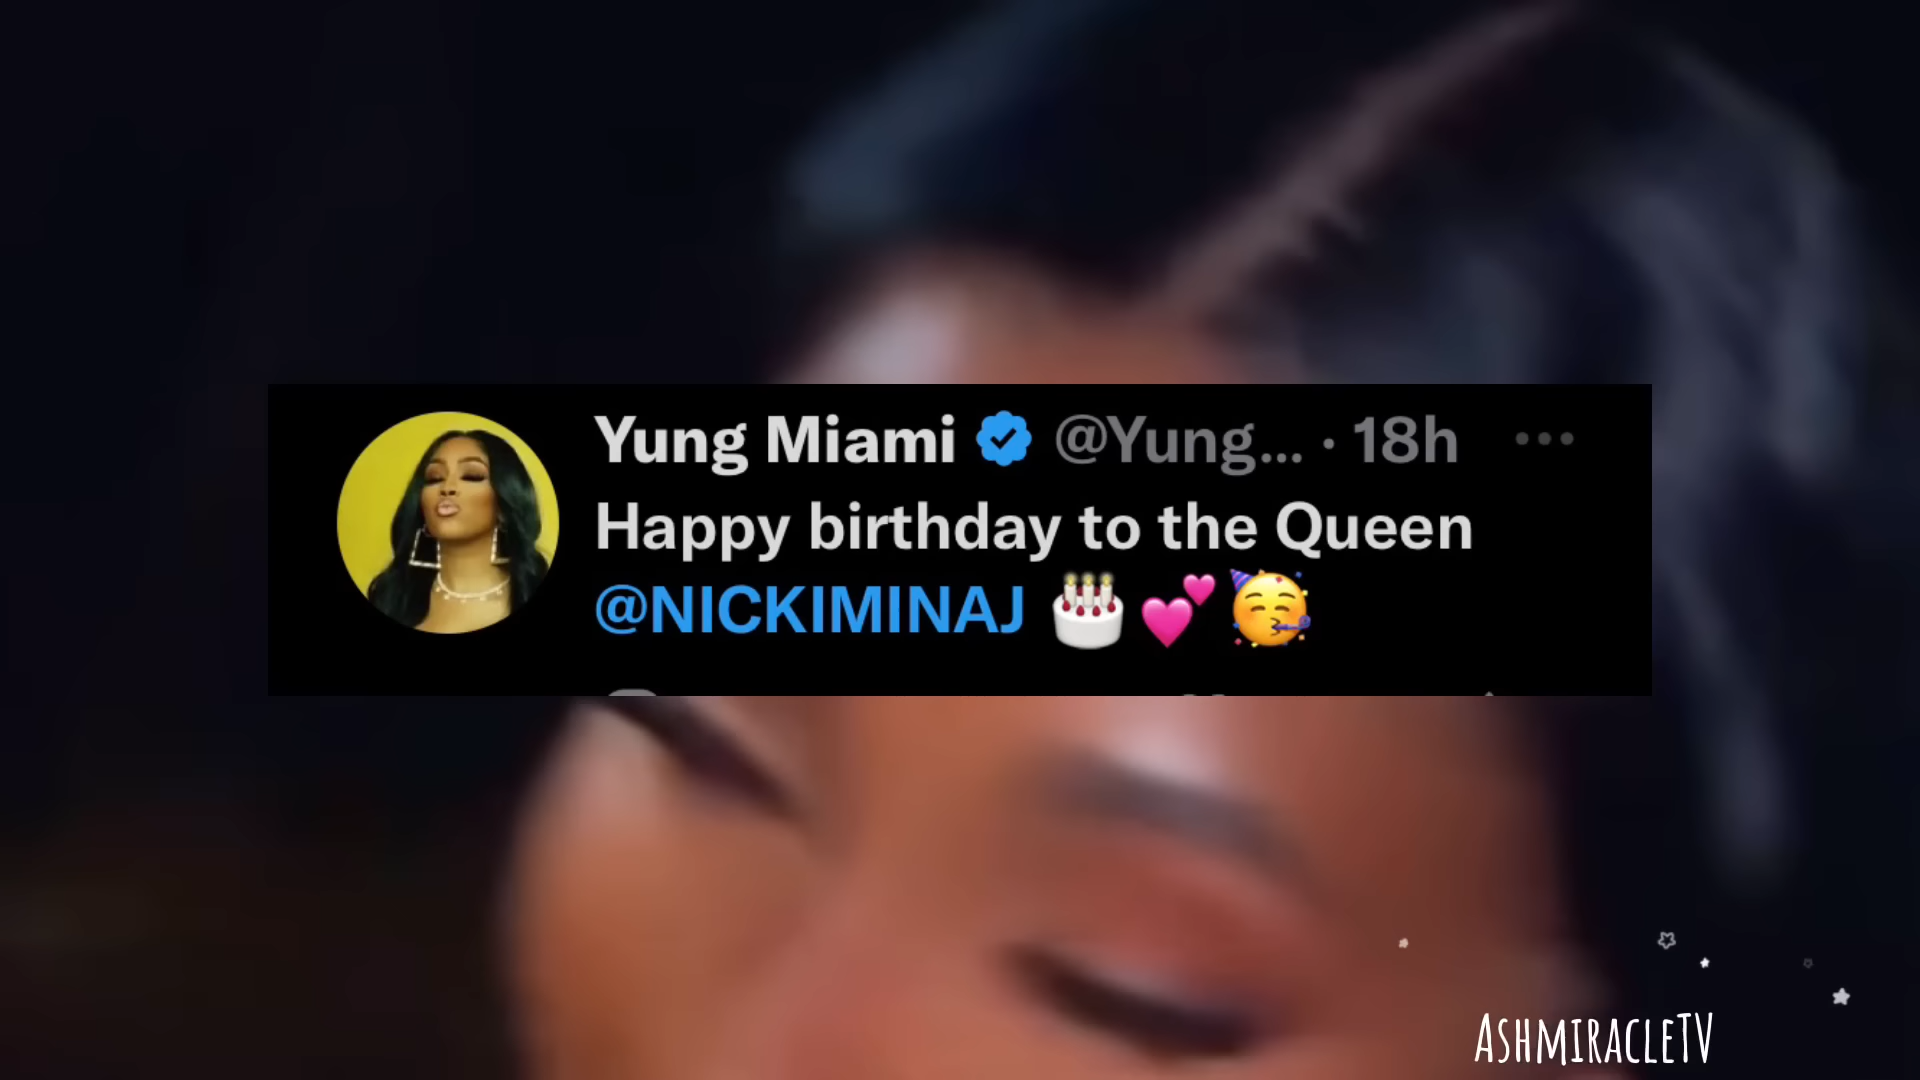 Yung Miami @Yung... · 18h
Happy birthday to the Queen
@NICKIMINAJ 🎂💕🥳
ASHMIRACLETV